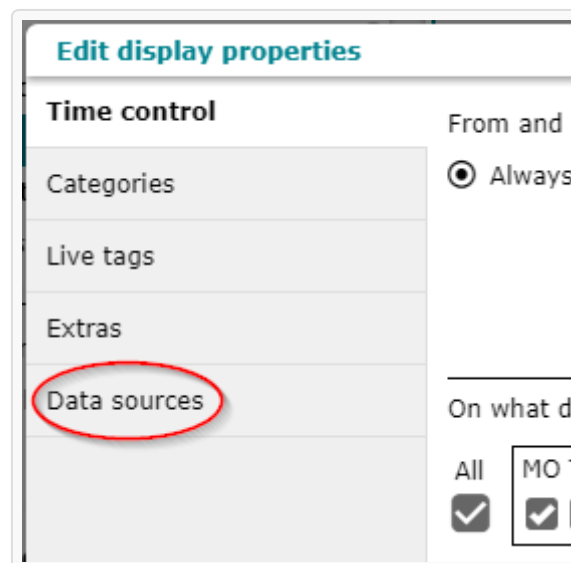 Edit display properties
Time control
Categories
Live tags
Extras
Data sources
From and
Always
On what d
All
MO